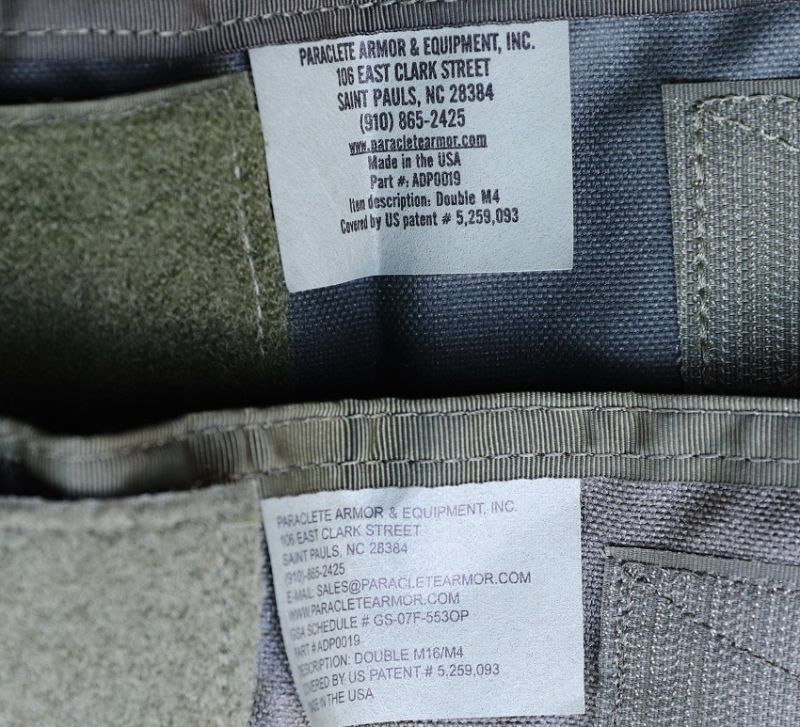 PARACLETE ARMOR & EQUIPMENT, INC.
106 EAST CLARK STREET
SAINT PAULS, NC 28384
(910) 865-2425
www.paracletearmor.com
Made in the USA
Part #: ADP0019
Item description: Double M4
Covered by US patent # 5,259,093
PARACLETE ARMOR & EQUIPMENT, INC.
106 EAST CLARK STREET
SAINT PAULS, NC 28384
(910)-865-2425
E-MAIL: SALES@PARACLETEARMOR.COM
WWW.PARACLETEARMOR.COM
GSA SCHEDULE # GS-07F-553OP
PART # ADP0019
DESCRIPTION: DOUBLE M16/M4
COVERED BY US PATENT # 5,259,093
MADE IN THE USA